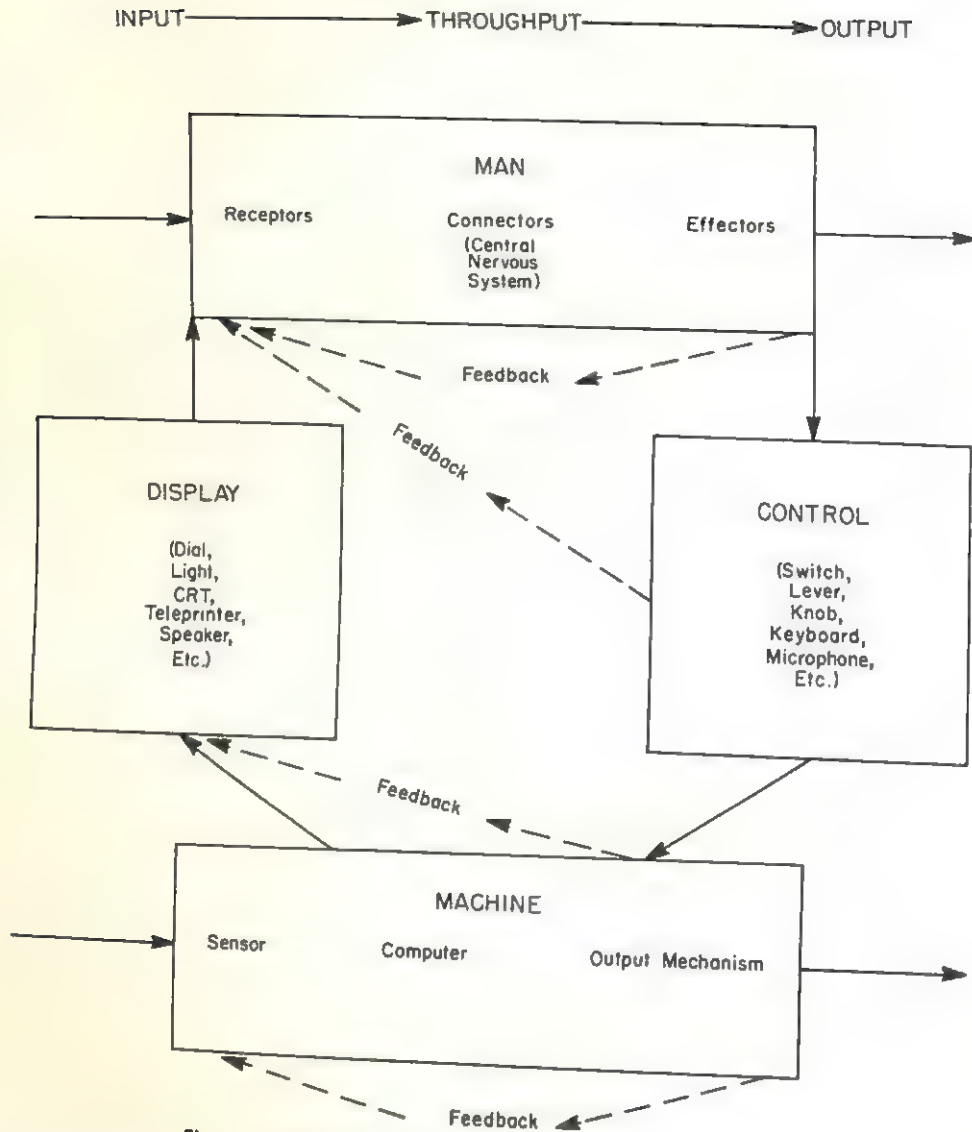 INPUT THROUGHPUT OUTPUT
MAN
Receptors
Connectors
(Central
Nervous
System)
Effectors
Feedback
Feedback
DISPLAY
(Dial,
Light,
CRT,
Teleprinter,
Speaker,
Etc.)
CONTROL
(Switch,
Lever,
Knob,
Keyboard,
Microphone,
Etc.)
Feedback
MACHINE
Sensor
Computer
Output Mechanism
Feedback